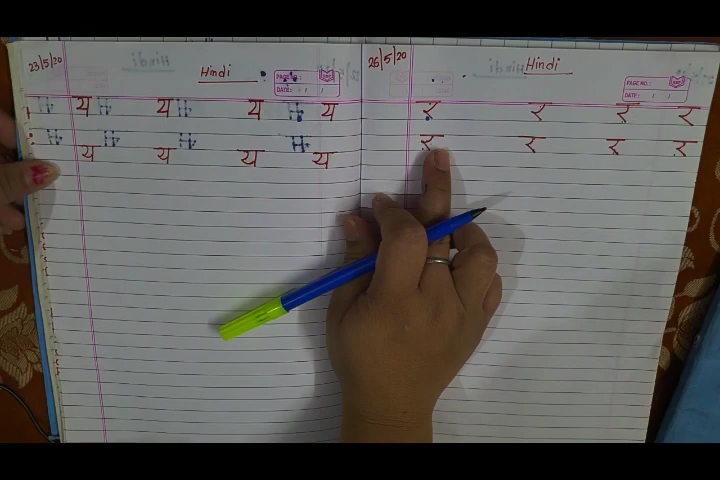 23/5/20
Hindi
PAGE NO.:
DATE: / /
य य य य
य य य य
26/5/20
Hindi
PAGE NO.:
DATE: / /
र र र र
र र र र